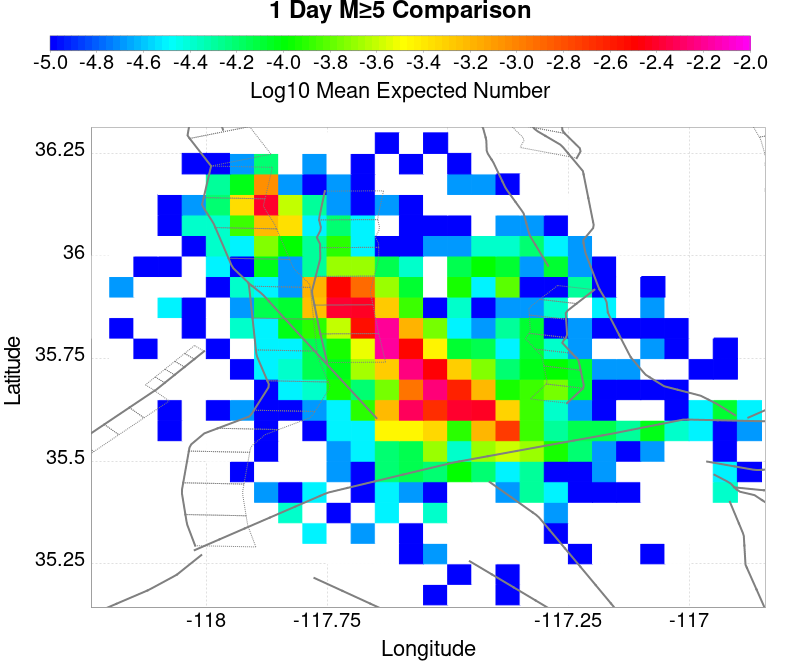 1 Day M≥5 Comparison
-5.0 -4.8 -4.6 -4.4 -4.2 -4.0 -3.8 -3.6 -3.4 -3.2 -3.0 -2.8 -2.6 -2.4 -2.2 -2.0
Log10 Mean Expected Number
36.25
36
35.75
35.5
35.25
Latitude
-118 -117.75 -117.25 -117
Longitude